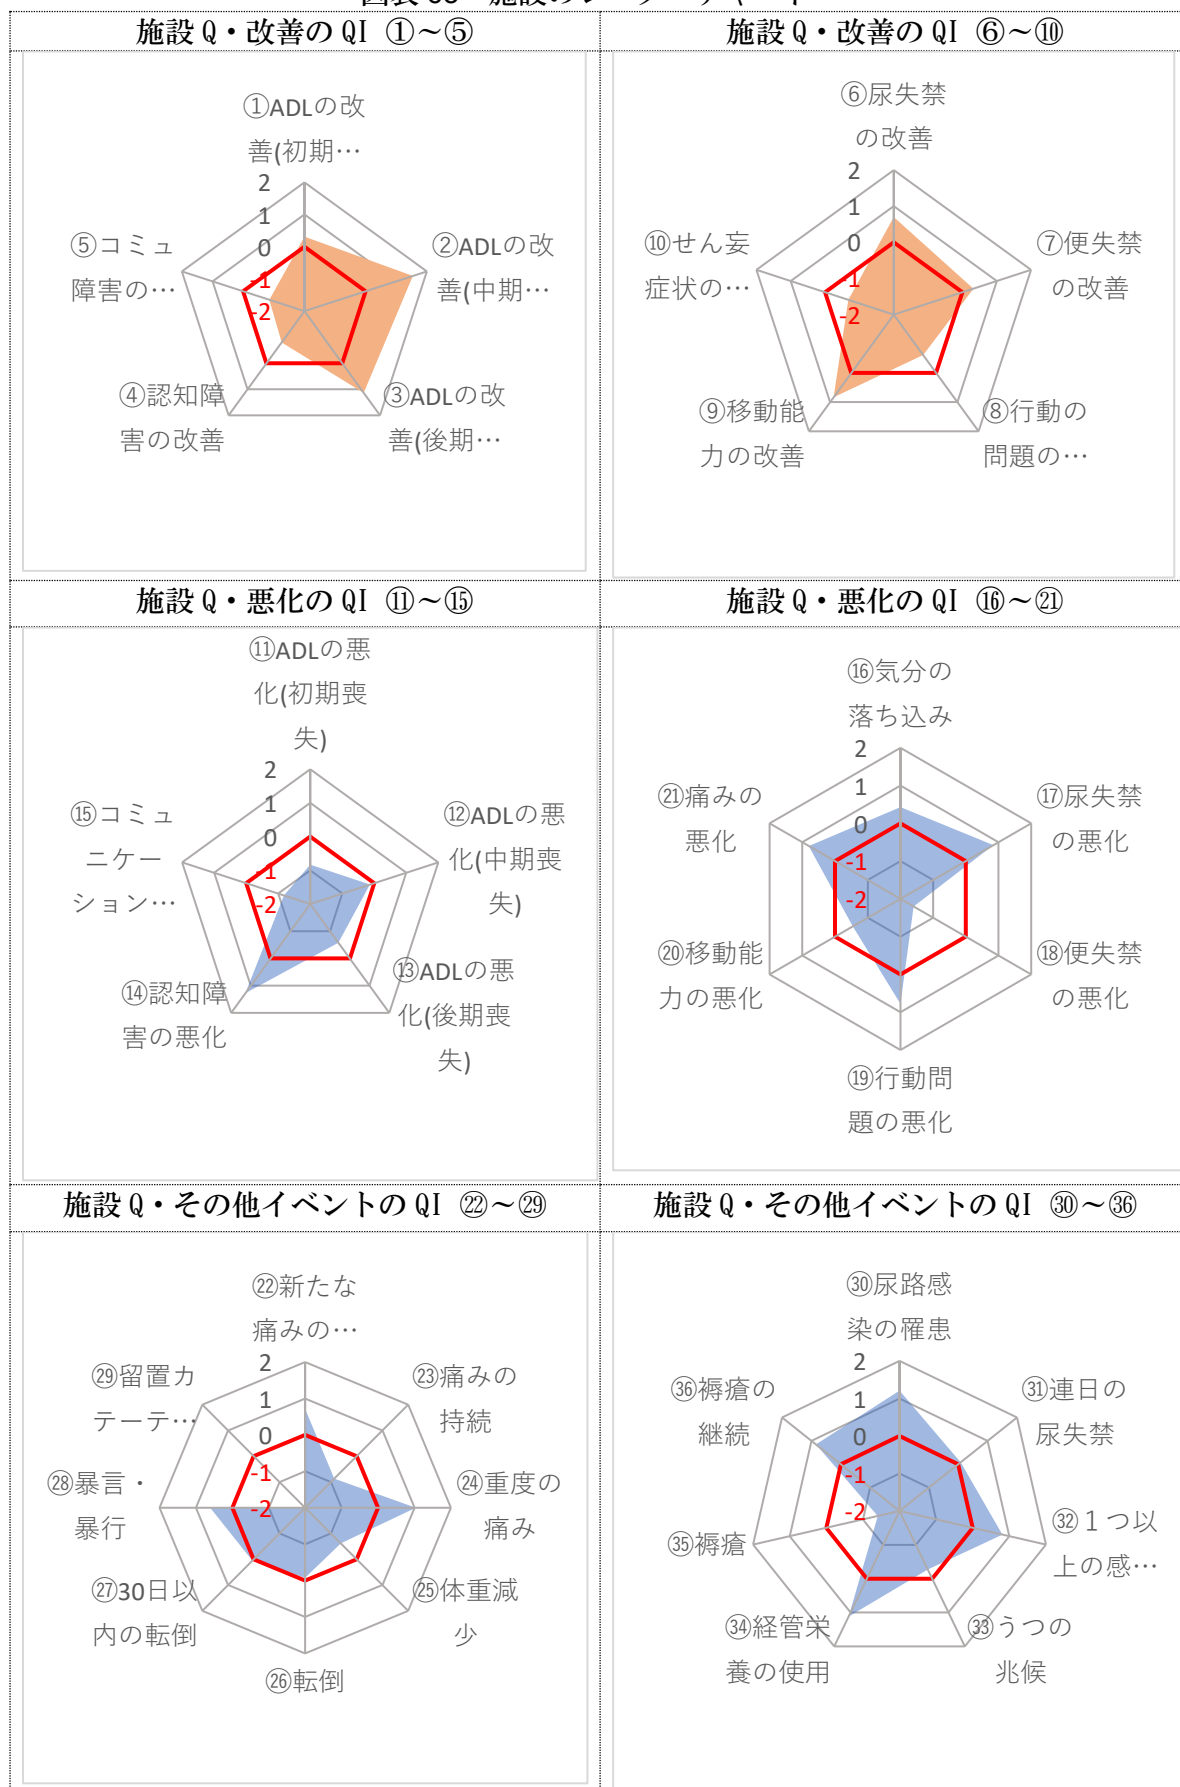 施設Q・改善のQI ①～⑤
施設Q・改善のQI ⑥～⑩
①ADLの改
善(初期…
2
1
0
-1
-2
②ADLの改
善(中期…
③ADLの改
善(後期…
④認知障
害の改善
⑤コミュ
障害の…
⑥尿失禁
の改善
2
1
0
-1
-2
⑦便失禁
の改善
⑧行動の
問題の…
⑨移動能
力の改善
⑩せん妄
症状の…
施設Q・悪化のQI ⑪～⑮
施設Q・悪化のQI ⑯～㉑
⑪ADLの悪
化(初期喪
失)
2
1
0
-1
-2
⑫ADLの悪
化(中期喪
失)
⑬ADLの悪
化(後期喪
失)
⑭認知障
害の悪化
⑮コミュ
ニケー
ション…
⑯気分の
落ち込み
2
1
0
-1
-2
⑰尿失禁
の悪化
⑱便失禁
の悪化
⑲行動問
題の悪化
⑳移動能
力の悪化
㉑痛みの
悪化
施設Q・その他イベントのQI ㉒～㉙
施設Q・その他イベントのQI ㉚～㊱
㉒新たな
痛みの…
2
1
0
-1
-2
㉓痛みの
持続
㉔重度の
痛み
㉕体重減
少
㉖転倒
㉗30日以
内の転倒
㉘暴言・
暴行
㉙留置カ
テーテ…
㉚尿路感
染の罹患
2
1
0
-1
-2
㉛連日の
尿失禁
㉜１つ以
上の感…
㉝うつの
兆候
㉞経管栄
養の使用
㉟褥瘡
㊱褥瘡の
継続